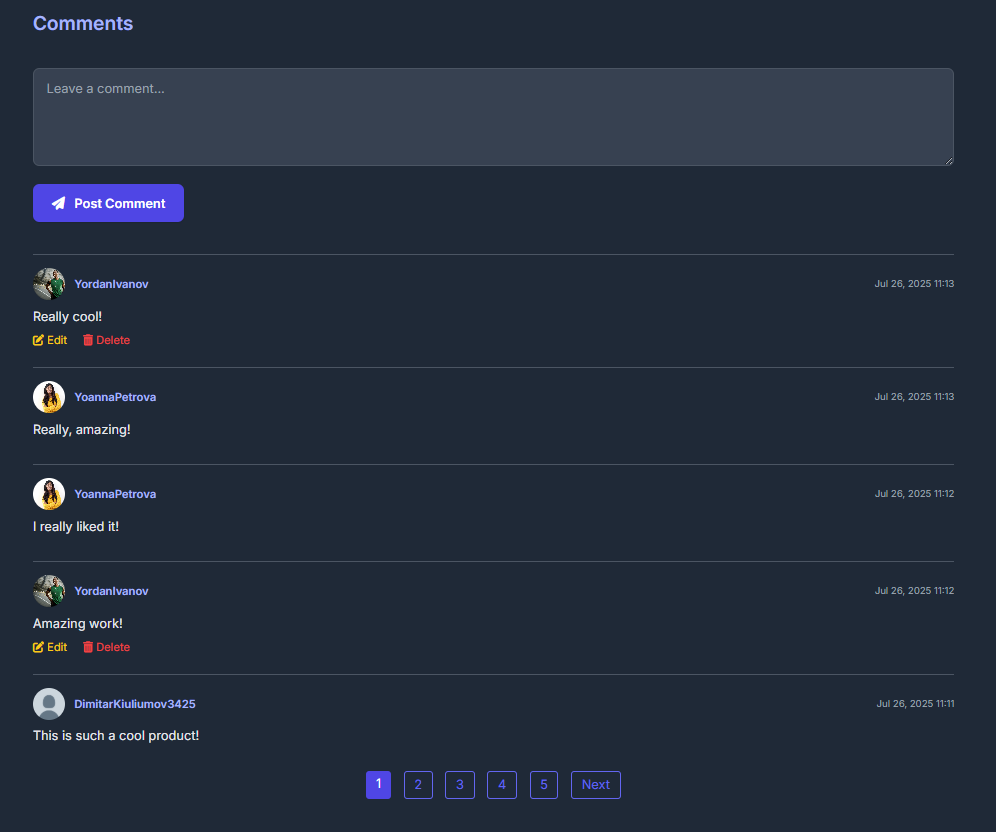 Comments
Leave a comment...
Post Comment
YordanIvanov Jul 26, 2025 11:13
Really cool!
Edit Delete
YoannaPetrova Jul 26, 2025 11:13
Really, amazing!
YoannaPetrova Jul 26, 2025 11:12
I really liked it!
YordanIvanov Jul 26, 2025 11:12
Amazing work!
Edit Delete
DimitarKiuliumov3425 Jul 26, 2025 11:11
This is such a cool product!
1 2 3 4 5 Next